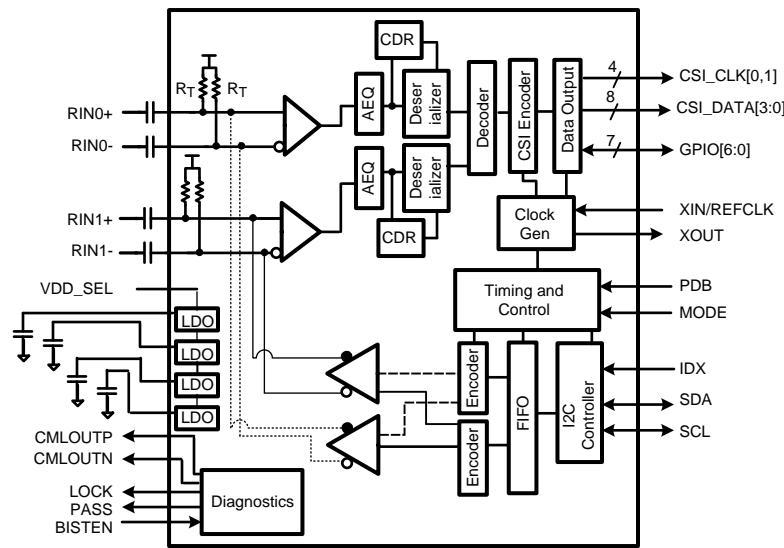 CDR
4
CSI_CLK[0,1]
RT RT
AEQ
Deser
ializer
Decoder
CSI Encoder
Data Output
8
CSI_DATA[3:0]
RIN0+
RIN0-
7
GPIO[6:0]
AEQ
Deser
ializer
RIN1+
Clock
Gen
XIN/REFCLK
RIN1-
CDR
XOUT
VDD_SEL
Timing and
Control
PDB
MODE
LDO
LDO
LDO
LDO
Encoder
FIFO
I2C
Controller
IDX
SDA
SCL
Encoder
CMLOUTP
CMLOUTN
LOCK
PASS
BISTEN
Diagnostics